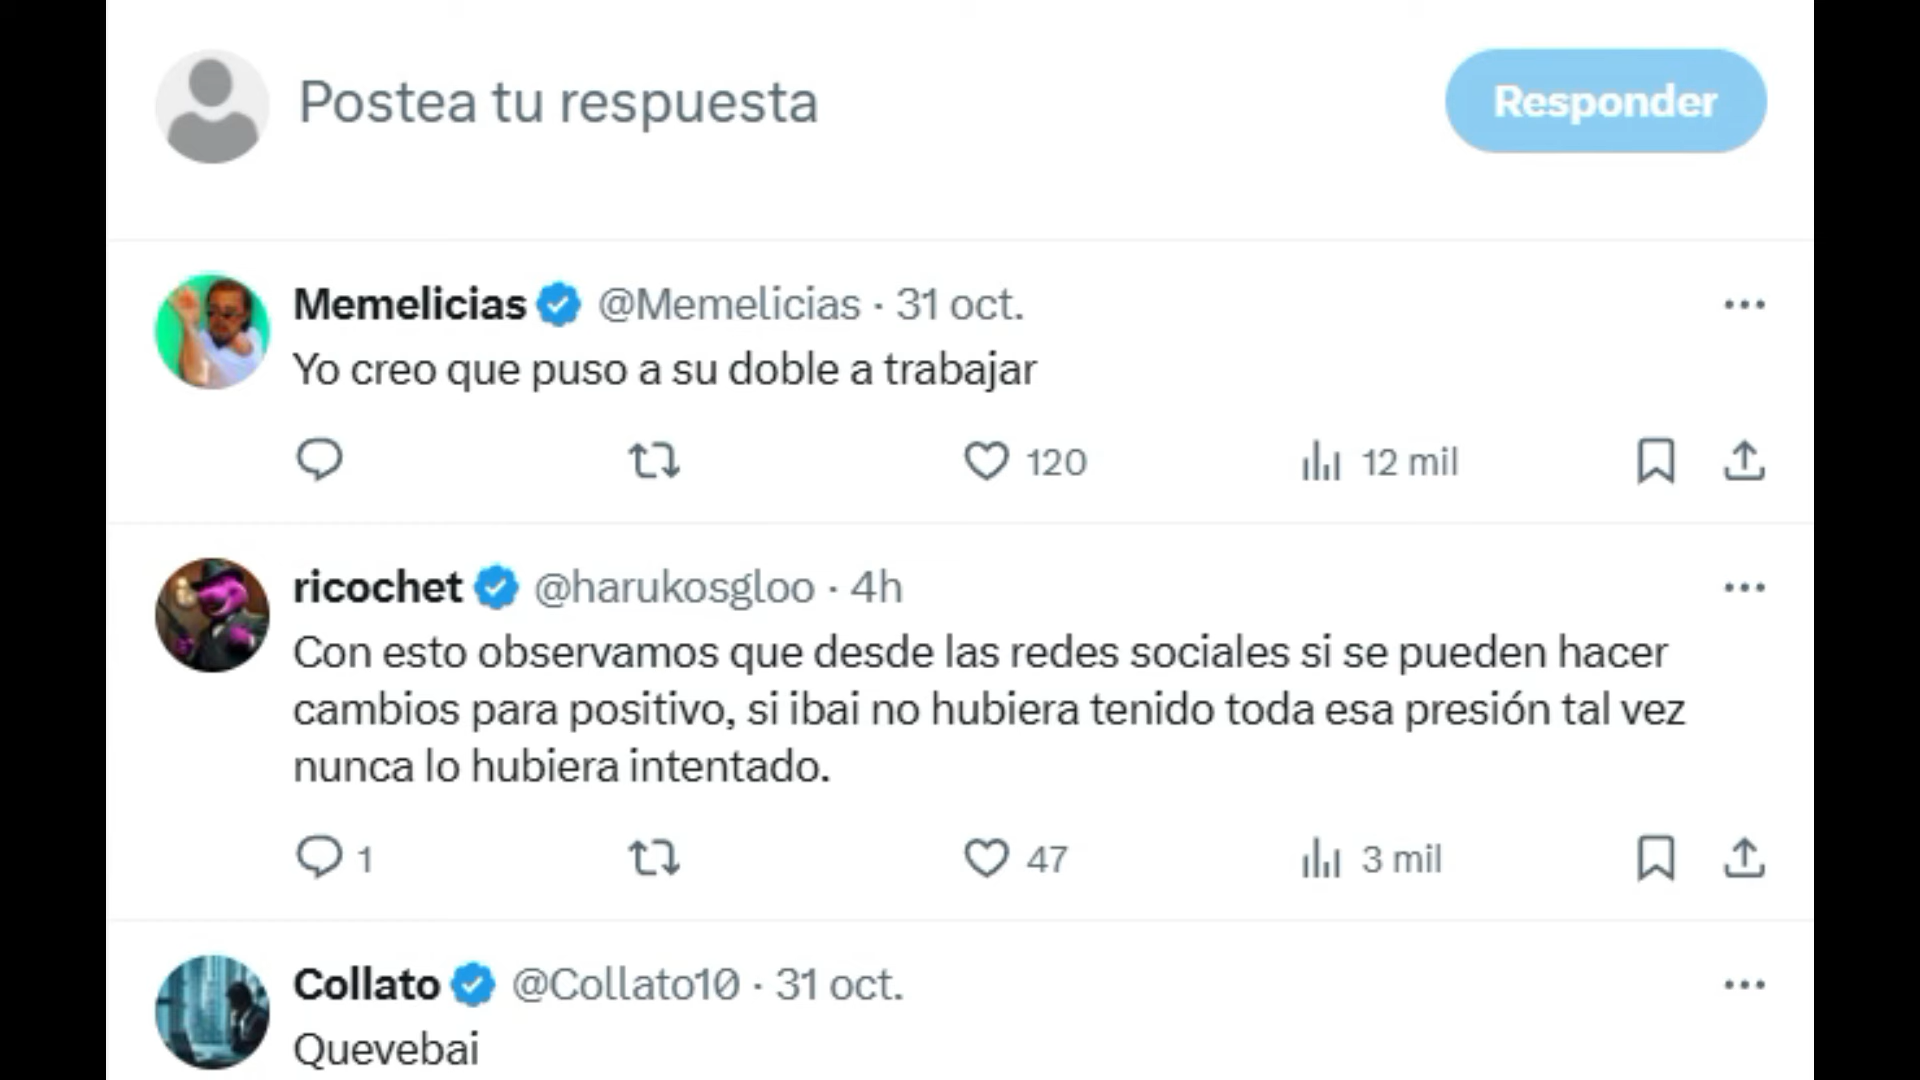 Postea tu respuesta
Responder
Memelicias @Memelicias · 31 oct.
Yo creo que puso a su doble a trabajar
120 12 mil
ricochet @harukosgloo · 4h
Con esto observamos que desde las redes sociales si se pueden hacer
cambios para positivo, si ibai no hubiera tenido toda esa presión tal vez
nunca lo hubiera intentado.
1 47 3 mil
Collato @Collato10 · 31 oct.
Quevebai